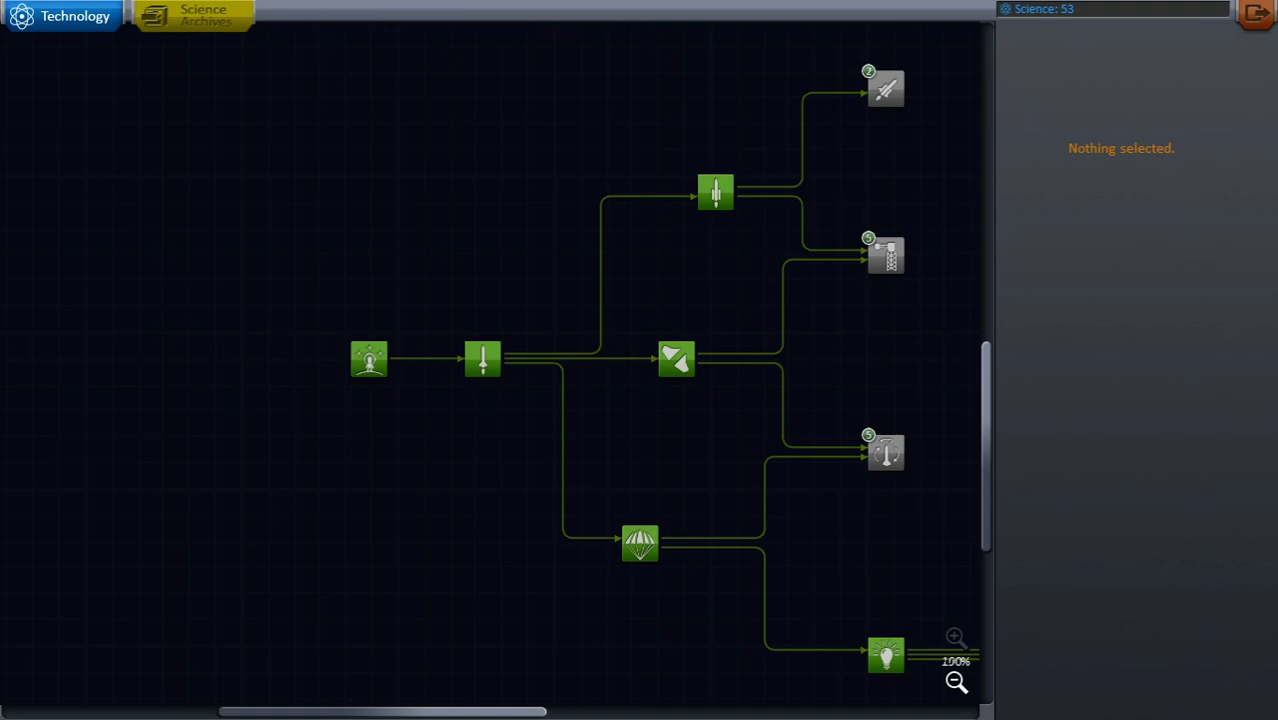 Technology
Science
Archives
Science: 53
2
Nothing selected.
5
5
100%